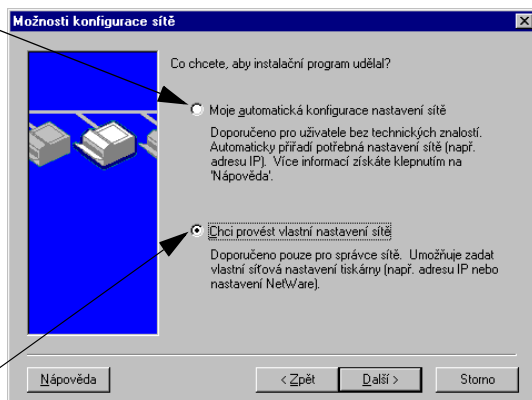 Možnosti konfigurace sítě
Co chcete, aby instalační program udělal?
Moje automatická konfigurace nastavení sítě
Doporučeno pro uživatele bez technických znalostí.
Automaticky přiřadí potřebná nastavení sítě (např.
adresu IP). Více informací získáte klepnutím na
'Nápověda'.
Chci provést vlastní nastavení sítě
Doporučeno pouze pro správce sítě. Umožňuje zadat
vlastní síťová nastavení tiskárny (např. adresu IP nebo
nastavení NetWare).
Nápověda
< Zpět
Další >
Storno